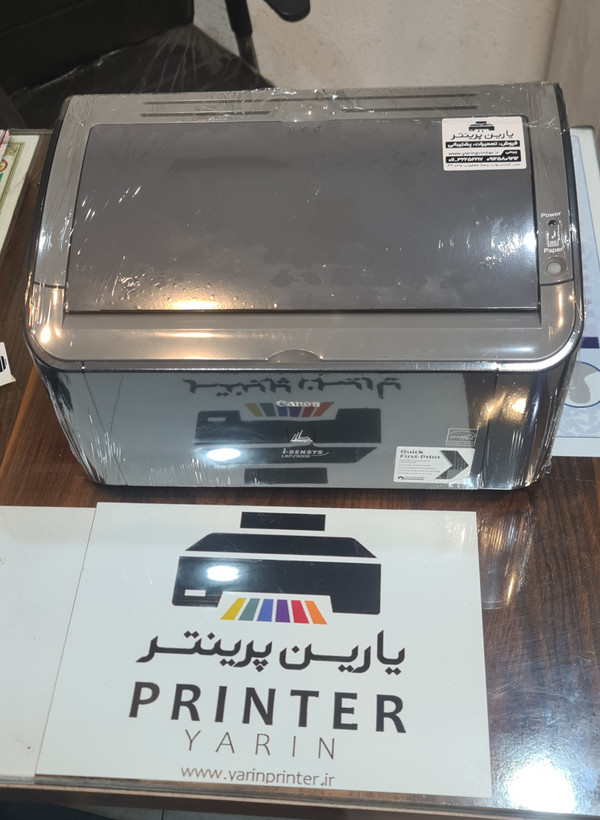 یارین پرینتر
فروش، تعمیرات، پشتیبانی
Power
Paper
Canon
i-SENSYS
Quick
First-Print
یارین پرینتر
PRINTER
YARIN
www.yarinprinter.ir